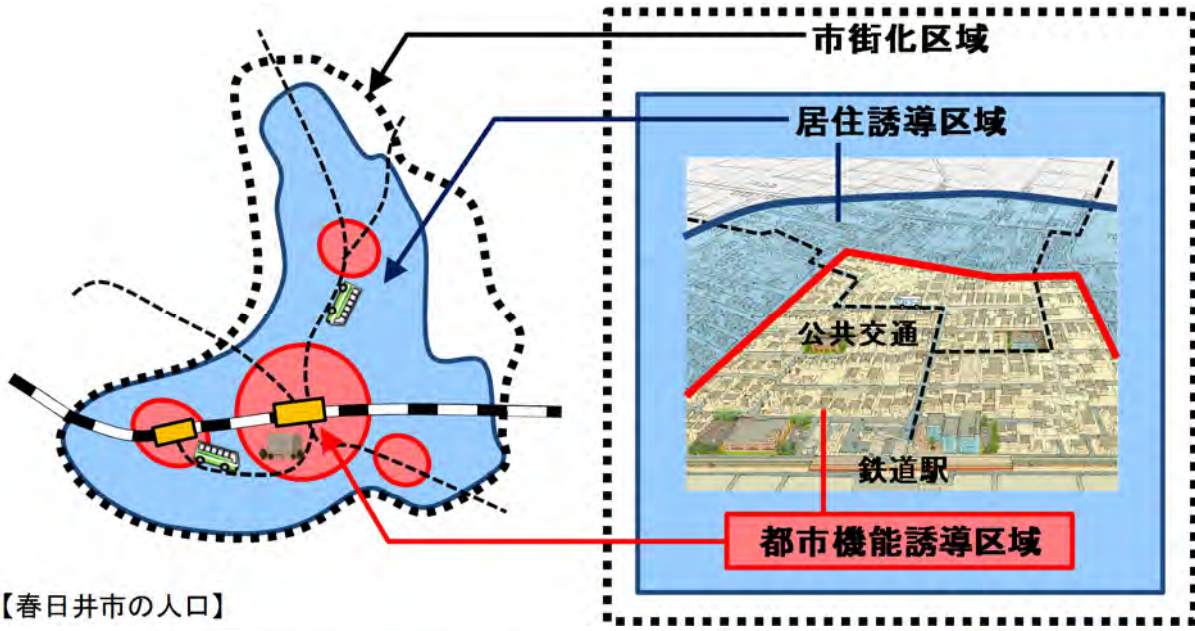 市街化区域
居住誘導区域
公共交通
鉄道駅
都市機能誘導区域
【春日井市の人口】